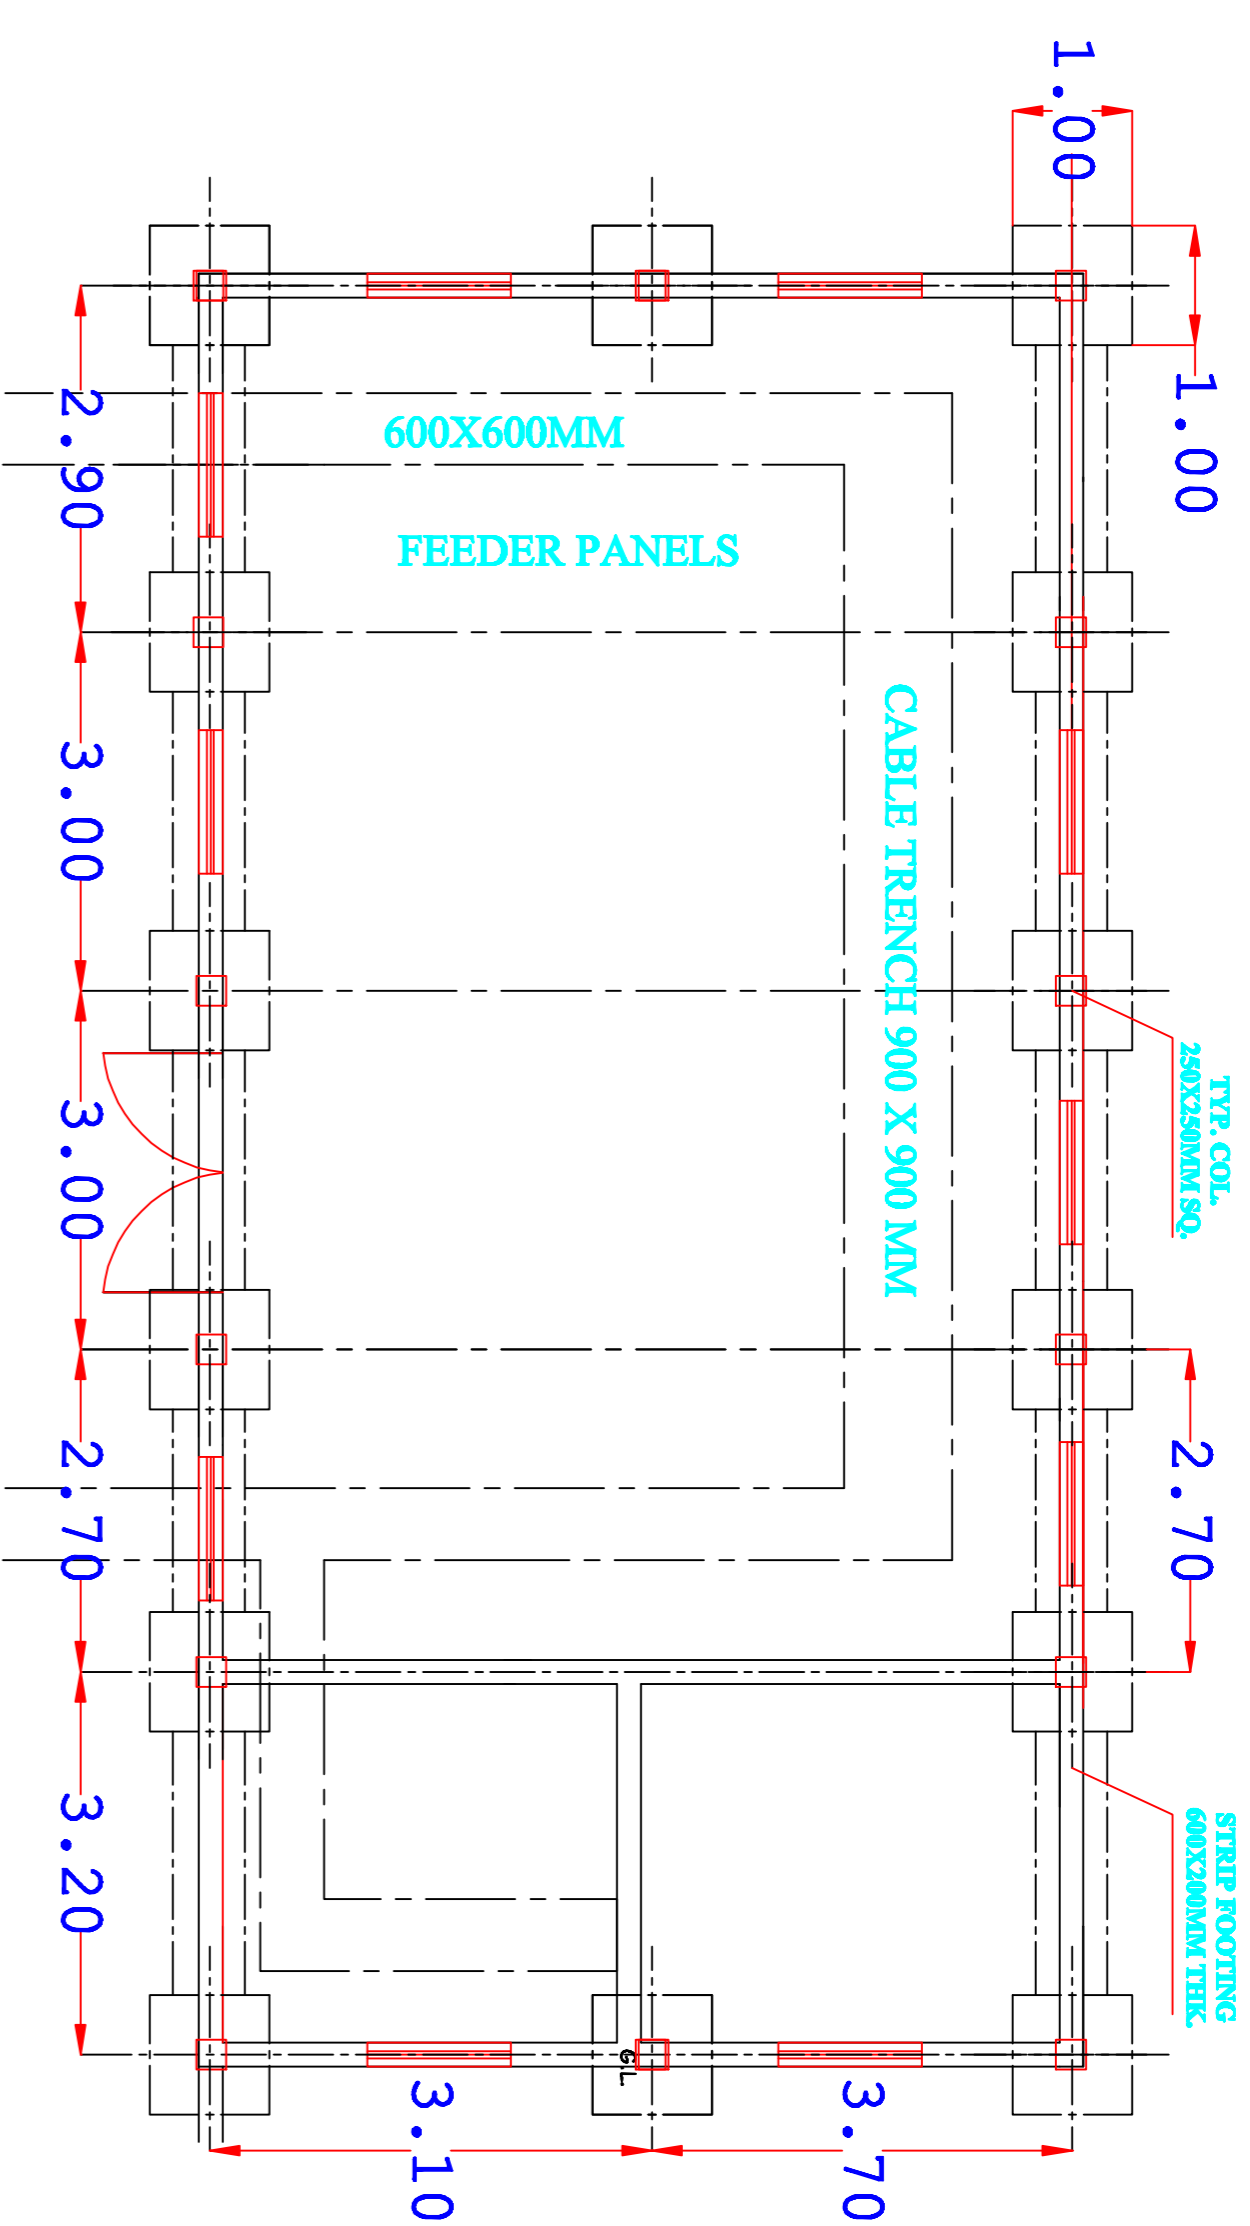 1.00
1.00
600X600MM
FEEDER PANELS
2.90
3.00
3.00
2.70
3.20
CABLE TRENCH 900 X 900 MM
TYP. COL.
250X250MM SQ.
2.70
STRIP FOOTING
600X200MM THK.
G.L.
3.10
3.70